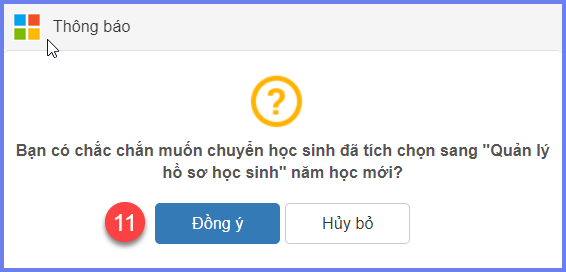 Thông báo
Bạn có chắc chắn muốn chuyển học sinh đã tích chọn sang "Quản lý
hồ sơ học sinh" năm học mới?
11 Đồng ý Hủy bỏ